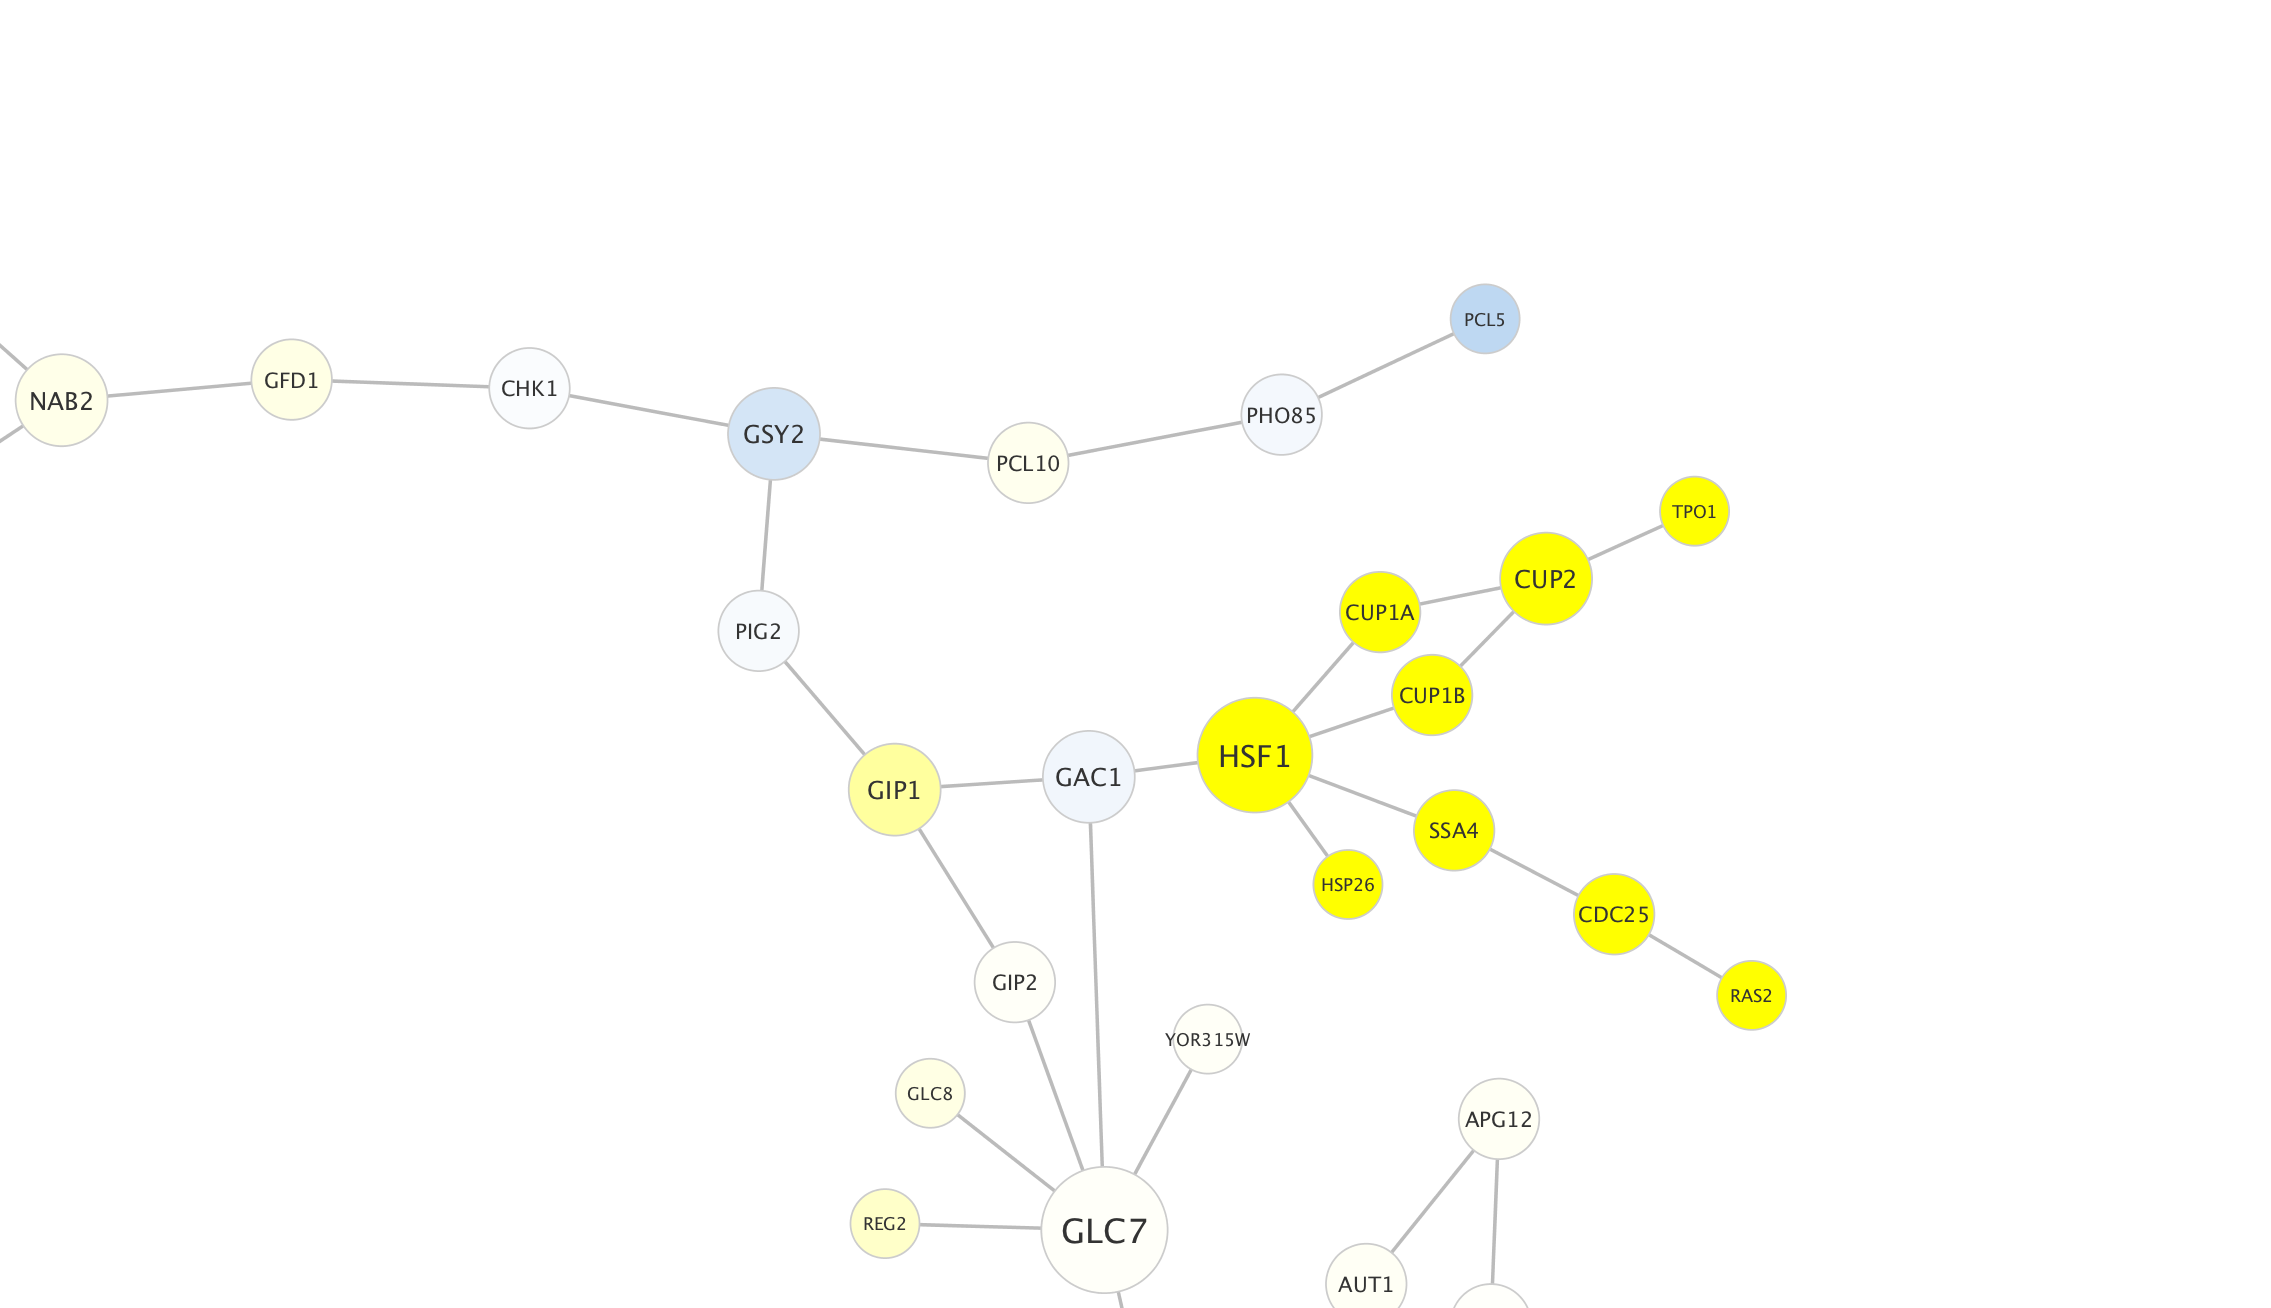 PCL5
GFD1
CHK1
NAB2
PHO85
GSY2
PCL10
TPO1
CUP2
CUP1A
PIG2
CUP1B
HSF1
GAC1
GIP1
SSA4
HSP26
CDC25
GIP2
RAS2
YOR315W
GLC8
APG12
REG2
GLC7
AUT1